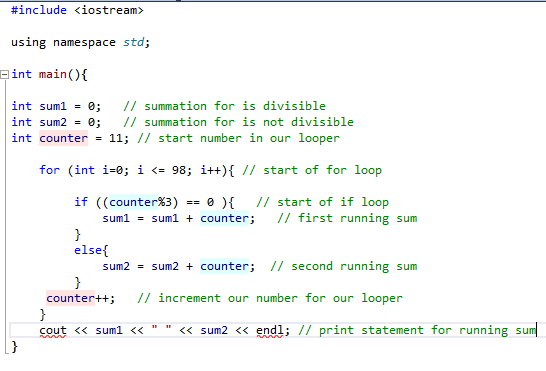 #include <iostream>
using namespace std;
int main(){
int sum1 = 0;   // summation for is divisible
int sum2 = 0;   // summation for is not divisible
int counter = 11; // start number in our looper
for (int i=0; i <= 98; i++){ // start of for loop
if ((counter%3) == 0 ){   // start of if loop
sum1 = sum1 + counter;   // first running sum
}
else{
sum2 = sum2 + counter;  // second running sum
}
counter++;   // increment our number for our looper
}
cout << sum1 << " " << sum2 << endl; // print statement for running sum
}